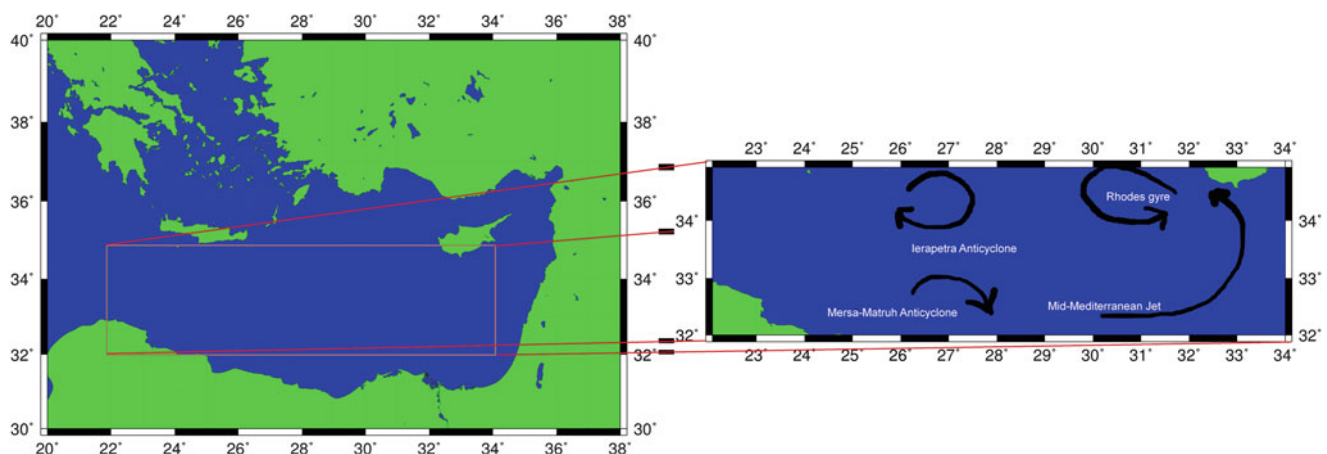 20° 22° 24° 26° 28° 30° 32° 34° 36° 38°
40° 40°
38° 38°
36° 36°
34° 34°
32° 32°
30° 30°
20° 22° 24° 26° 28° 30° 32° 34° 36° 38°
23° 24° 25° 26° 27° 28° 29° 30° 31° 32° 33° 34°
Rhodes gyre
34° 34°
Ierapetra Anticyclone
33° 33°
Mersa-Matruh Anticyclone Mid-Mediterranean Jet
32° 32°
23° 24° 25° 26° 27° 28° 29° 30° 31° 32° 33° 34°